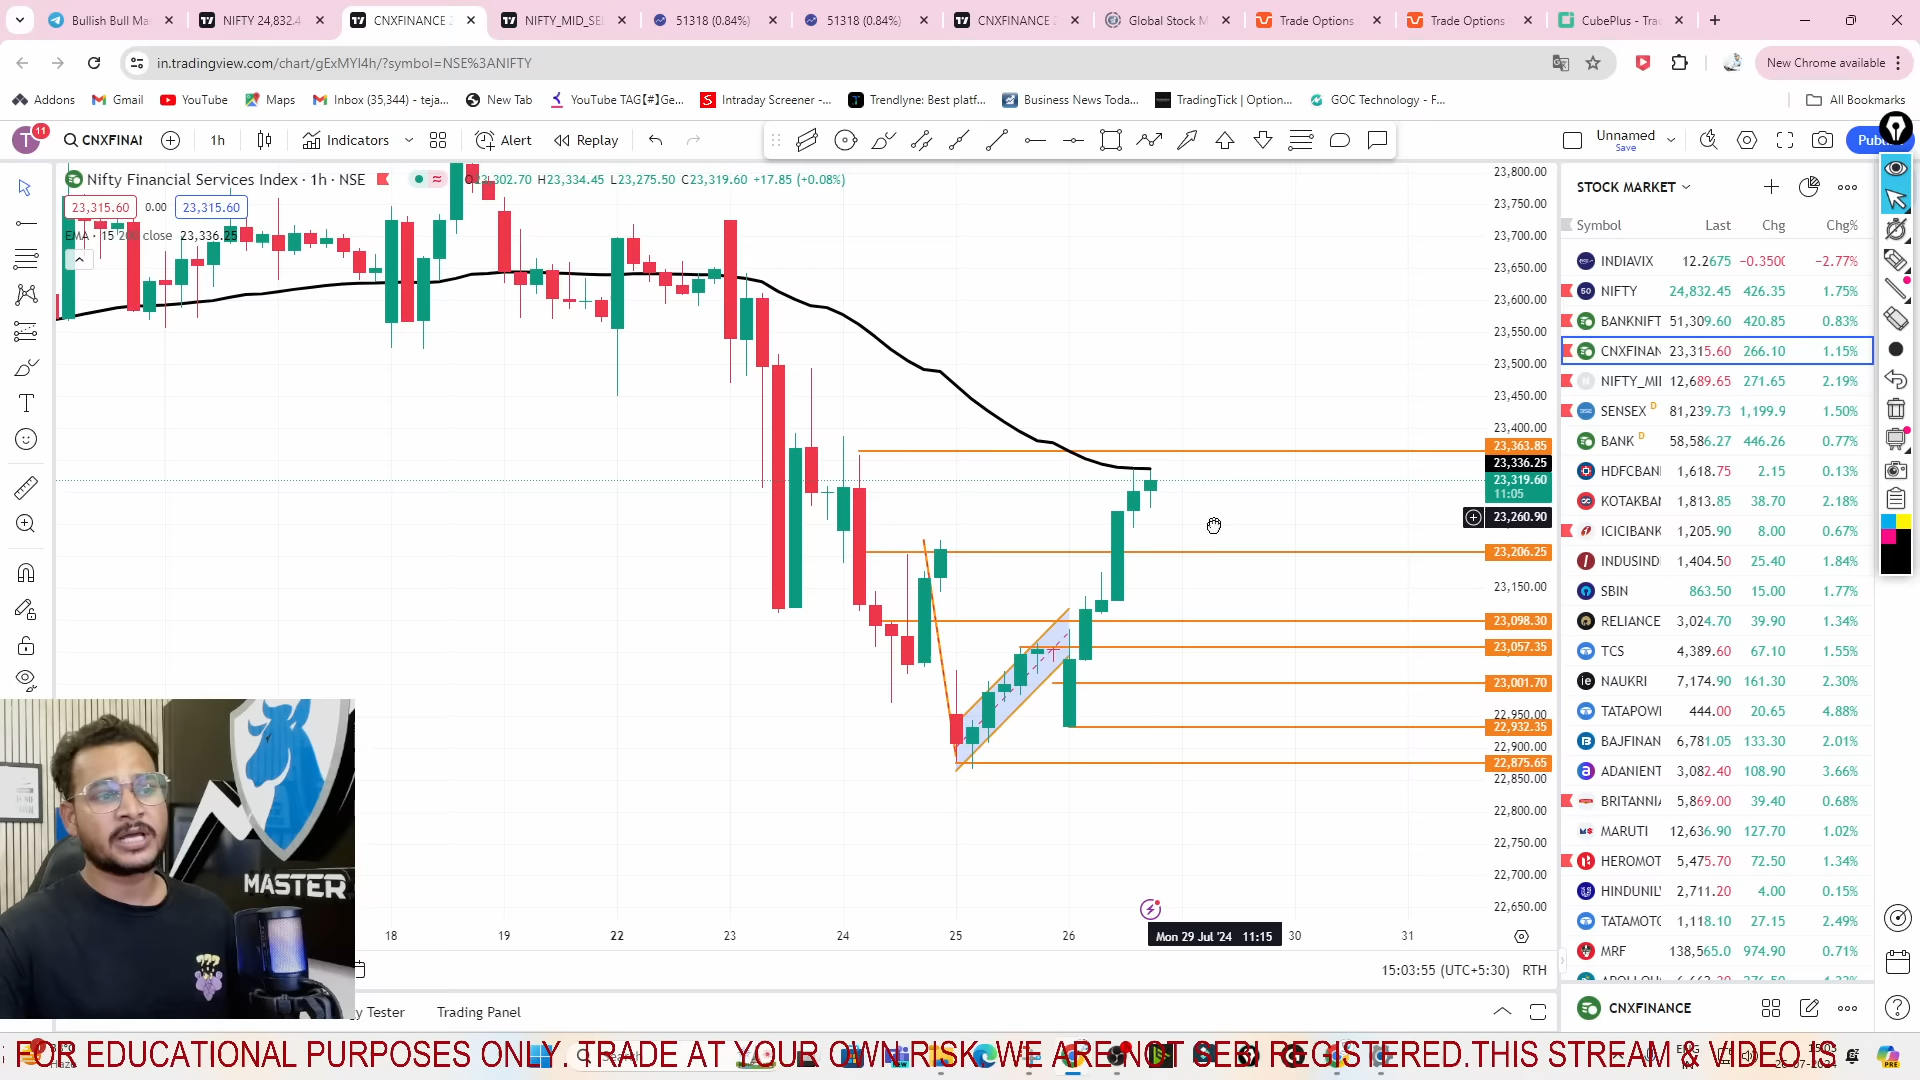 Bullish Bull Ma
NIFTY 24,832.4
CNXFINANCE 2
NIFTY_MID_SEL
51318 (0.84%)
51318 (0.84%)
CNXFINANCE 2
Global Stock M
Trade Options
Trade Options
CubePlus - Tra
in.tradingview.com/chart/gExMYl4h/?symbol=NSE%3ANIFTY
New Chrome available
Addons
Gmail
YouTube
Maps
Inbox (35,344) - teja...
New Tab
YouTube TAG【#】Ge...
Intraday Screener -...
Trendlyne: Best platf...
Business News Toda...
TradingTick | Option...
GOC Technology - F...
All Bookmarks
T 11
CNXFINAN
1h
Indicators
Alert
Replay
Unnamed
Save
Nifty Financial Services Index · 1h · NSE
O23,302.70 H23,334.45 L23,275.50 C23,319.60 +17.85 (+0.08%)
23,315.60 0.00 23,315.60
EMA · 15 200 close 23,336.25
23,800.00
23,750.00
23,700.00
23,650.00
23,600.00
23,550.00
23,500.00
23,450.00
23,400.00
23,363.85
23,336.25
23,319.60
11:05
23,260.90
23,206.25
23,150.00
23,098.30
23,057.35
23,001.70
22,950.00
22,932.35
22,900.00
22,875.65
22,850.00
22,800.00
22,750.00
22,700.00
22,650.00
18 19 22 23 24 25 26 Mon 29 Jul '24 11:15 30 31
15:03:55 (UTC+5:30) RTH
Tester
Trading Panel
STOCK MARKET
Symbol Last Chg Chg%
INDIAVIX 12.2675 −0.3500 −2.77%
NIFTY 24,832.45 426.35 1.75%
BANKNIFT 51,309.60 420.85 0.83%
CNXFINAN 23,315.60 266.10 1.15%
NIFTY_MID 12,689.65 271.65 2.19%
SENSEX D 81,239.73 1,199.9 1.50%
BANK D 58,586.27 446.26 0.77%
HDFCBAN 1,618.75 2.15 0.13%
KOTAKBAN 1,813.85 38.70 2.18%
ICICIBANK 1,205.90 8.00 0.67%
INDUSIND 1,404.50 25.40 1.84%
SBIN 863.50 15.00 1.77%
RELIANCE 3,024.70 39.90 1.34%
TCS 4,389.60 67.10 1.55%
NAUKRI 7,174.90 161.30 2.30%
TATAPOW 444.00 20.65 4.88%
BAJFINAN 6,781.05 133.30 2.01%
ADANIENT 3,082.40 108.90 3.66%
BRITANNIA 5,869.00 39.40 0.68%
MARUTI 12,636.90 127.70 1.02%
HEROMOT 5,475.70 72.50 1.34%
HINDUNIL 2,711.20 4.00 0.15%
TATAMOTO 1,118.10 27.15 2.49%
MRF 138,565.0 974.90 0.71%
CNXFINANCE
MASTER
FOR EDUCATIONAL PURPOSES ONLY. TRADE AT YOUR OWN RISK. WE ARE NOT SEBI REGISTERED.THIS STREAM & VIDEO IS